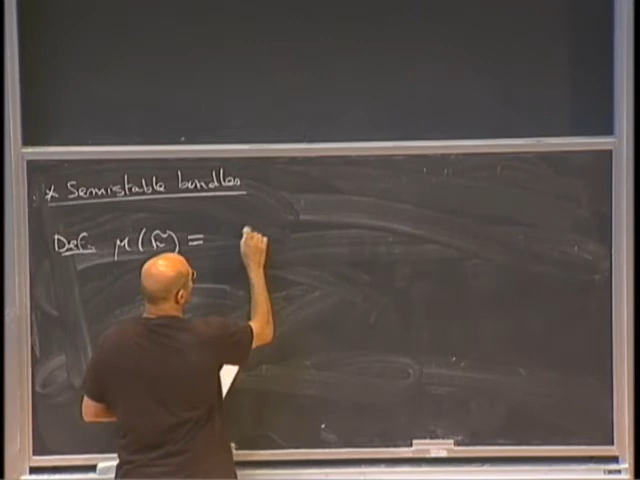 * Semistable bundles
Def. μ(Ẽ) =